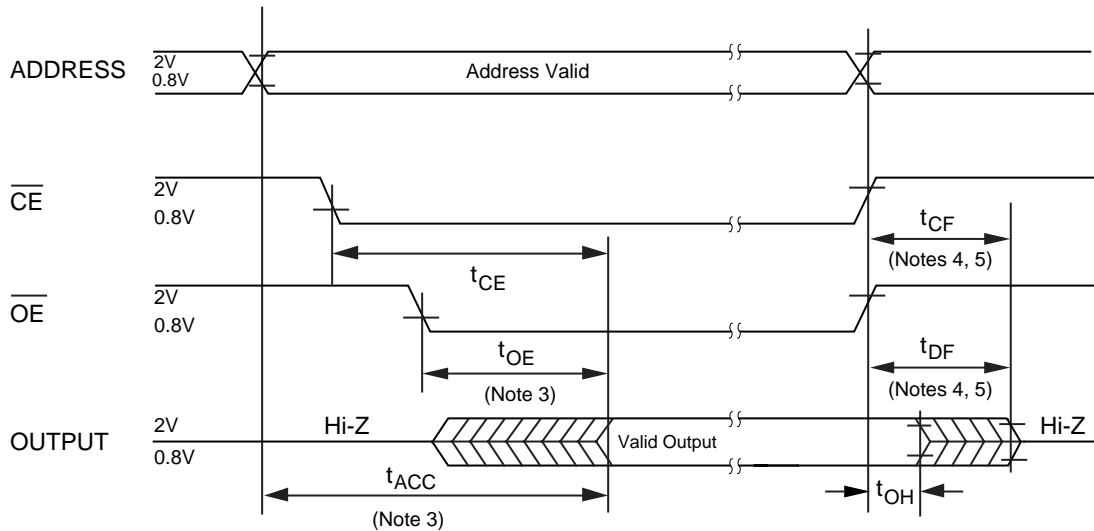 ADDRESS
2V
0.8V
Address Valid
CE
2V
0.8V
tCF
(Notes 4, 5)
tCE
OE
2V
0.8V
tOE
(Note 3)
tDF
(Notes 4, 5)
OUTPUT
2V
0.8V
Hi-Z
Valid Output
Hi-Z
tACC
(Note 3)
tOH